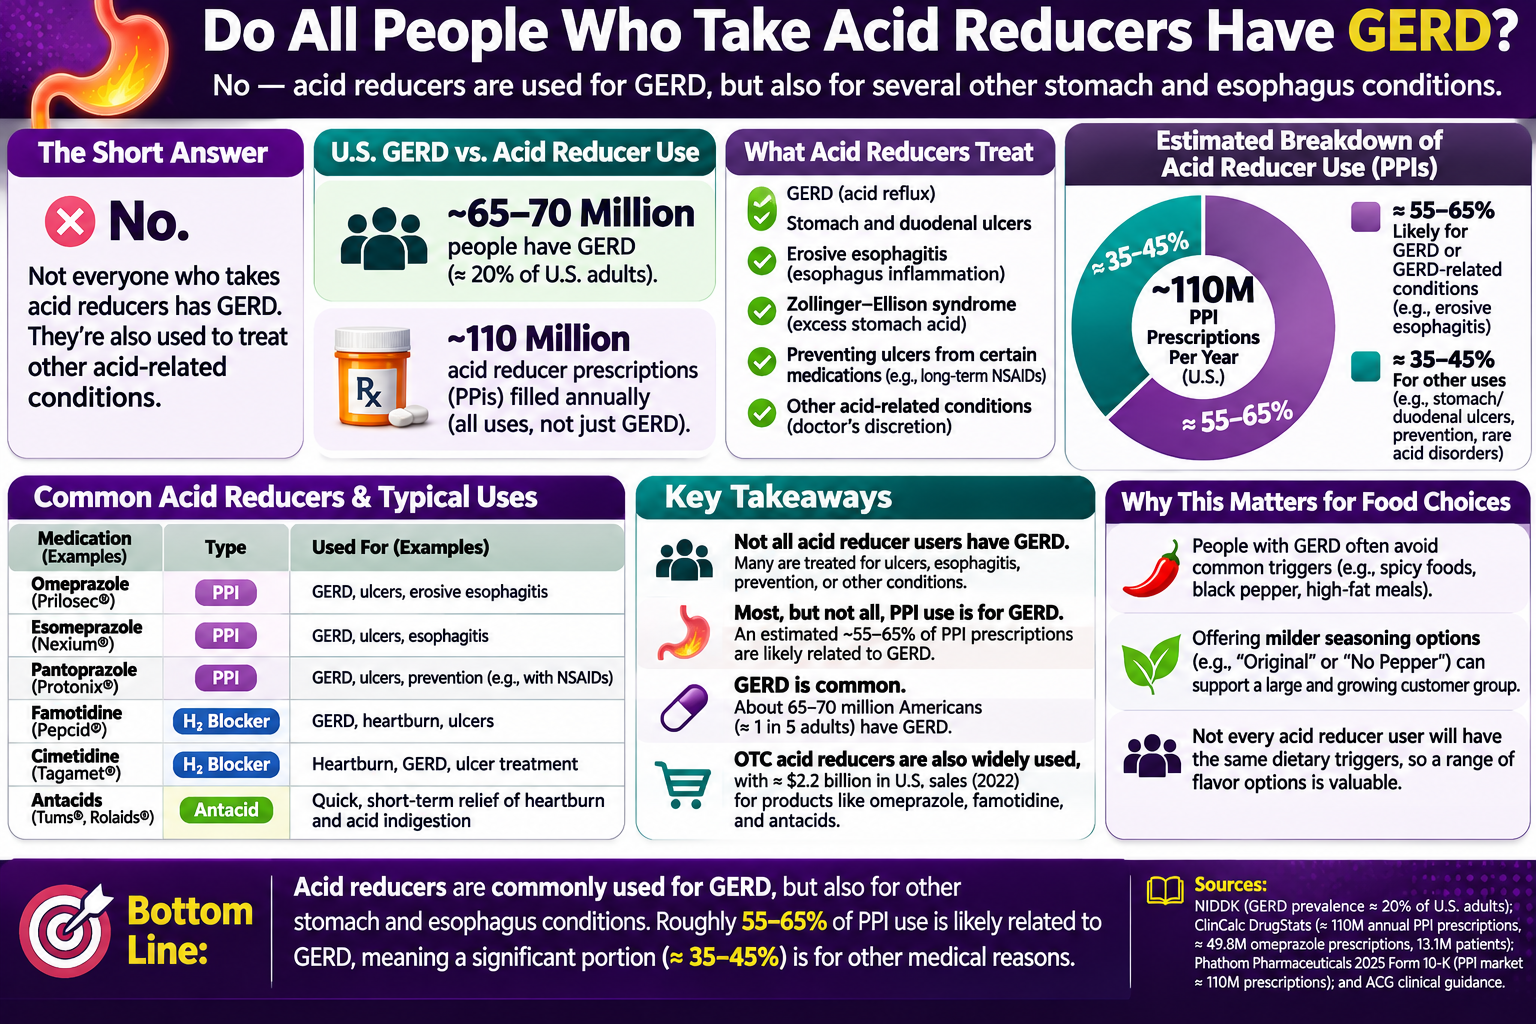 Do All People Who Take Acid Reducers Have GERD?
No — acid reducers are used for GERD, but also for several other stomach and esophagus conditions.
The Short Answer
No.
Not everyone who takes
acid reducers has GERD.
They're also used to treat
other acid-related
conditions.
U.S. GERD vs. Acid Reducer Use
~65–70 Million
people have GERD
(≈ 20% of U.S. adults).
Rx
~110 Million
acid reducer prescriptions
(PPIs) filled annually
(all uses, not just GERD).
What Acid Reducers Treat
GERD (acid reflux)
Stomach and duodenal ulcers
Erosive esophagitis
(esophagus inflammation)
Zollinger–Ellison syndrome
(excess stomach acid)
Preventing ulcers from certain
medications (e.g., long-term NSAIDs)
Other acid-related conditions
(doctor's discretion)
Estimated Breakdown of
Acid Reducer Use (PPIs)
≈ 35–45%
~110M
PPI
Prescriptions
Per Year
(U.S.)
≈ 55–65%
≈ 55–65%
Likely for
GERD or
GERD-related
conditions
(e.g., erosive
esophagitis)
≈ 35–45%
For other uses
(e.g., stomach/
duodenal ulcers,
prevention, rare
acid disorders)
Common Acid Reducers & Typical Uses
Medication
(Examples)
Type
Used For (Examples)
Omeprazole
(Prilosec®)
PPI
GERD, ulcers, erosive esophagitis
Esomeprazole
(Nexium®)
PPI
GERD, ulcers, esophagitis
Pantoprazole
(Protonix®)
PPI
GERD, ulcers, prevention (e.g., with NSAIDs)
Famotidine
(Pepcid®)
H₂ Blocker
GERD, heartburn, ulcers
Cimetidine
(Tagamet®)
H₂ Blocker
Heartburn, GERD, ulcer treatment
Antacids
(Tums®, Rolaids®)
Antacid
Quick, short-term relief of heartburn
and acid indigestion
Key Takeaways
Not all acid reducer users have GERD.
Many are treated for ulcers, esophagitis,
prevention, or other conditions.
Most, but not all, PPI use is for GERD.
An estimated ~55–65% of PPI prescriptions
are likely related to GERD.
GERD is common.
About 65–70 million Americans
(≈ 1 in 5 adults) have GERD.
OTC acid reducers are also widely used,
with ≈ $2.2 billion in U.S. sales (2022)
for products like omeprazole, famotidine,
and antacids.
Why This Matters for Food Choices
People with GERD often avoid
common triggers (e.g., spicy foods,
black pepper, high-fat meals).
Offering milder seasoning options
(e.g., "Original" or "No Pepper") can
support a large and growing customer group.
Not every acid reducer user will have
the same dietary triggers, so a range of
flavor options is valuable.
Bottom
Line:
Acid reducers are commonly used for GERD, but also for other
stomach and esophagus conditions. Roughly 55–65% of PPI use is likely related to
GERD, meaning a significant portion (≈ 35–45%) is for other medical reasons.
Sources:
NIDDK (GERD prevalence ≈ 20% of U.S. adults);
ClinCalc DrugStats (≈ 110M annual PPI prescriptions,
≈ 49.8M omeprazole prescriptions, 13.1M patients);
Phathom Pharmaceuticals 2025 Form 10-K (PPI market
≈ 110M prescriptions); and ACG clinical guidance.